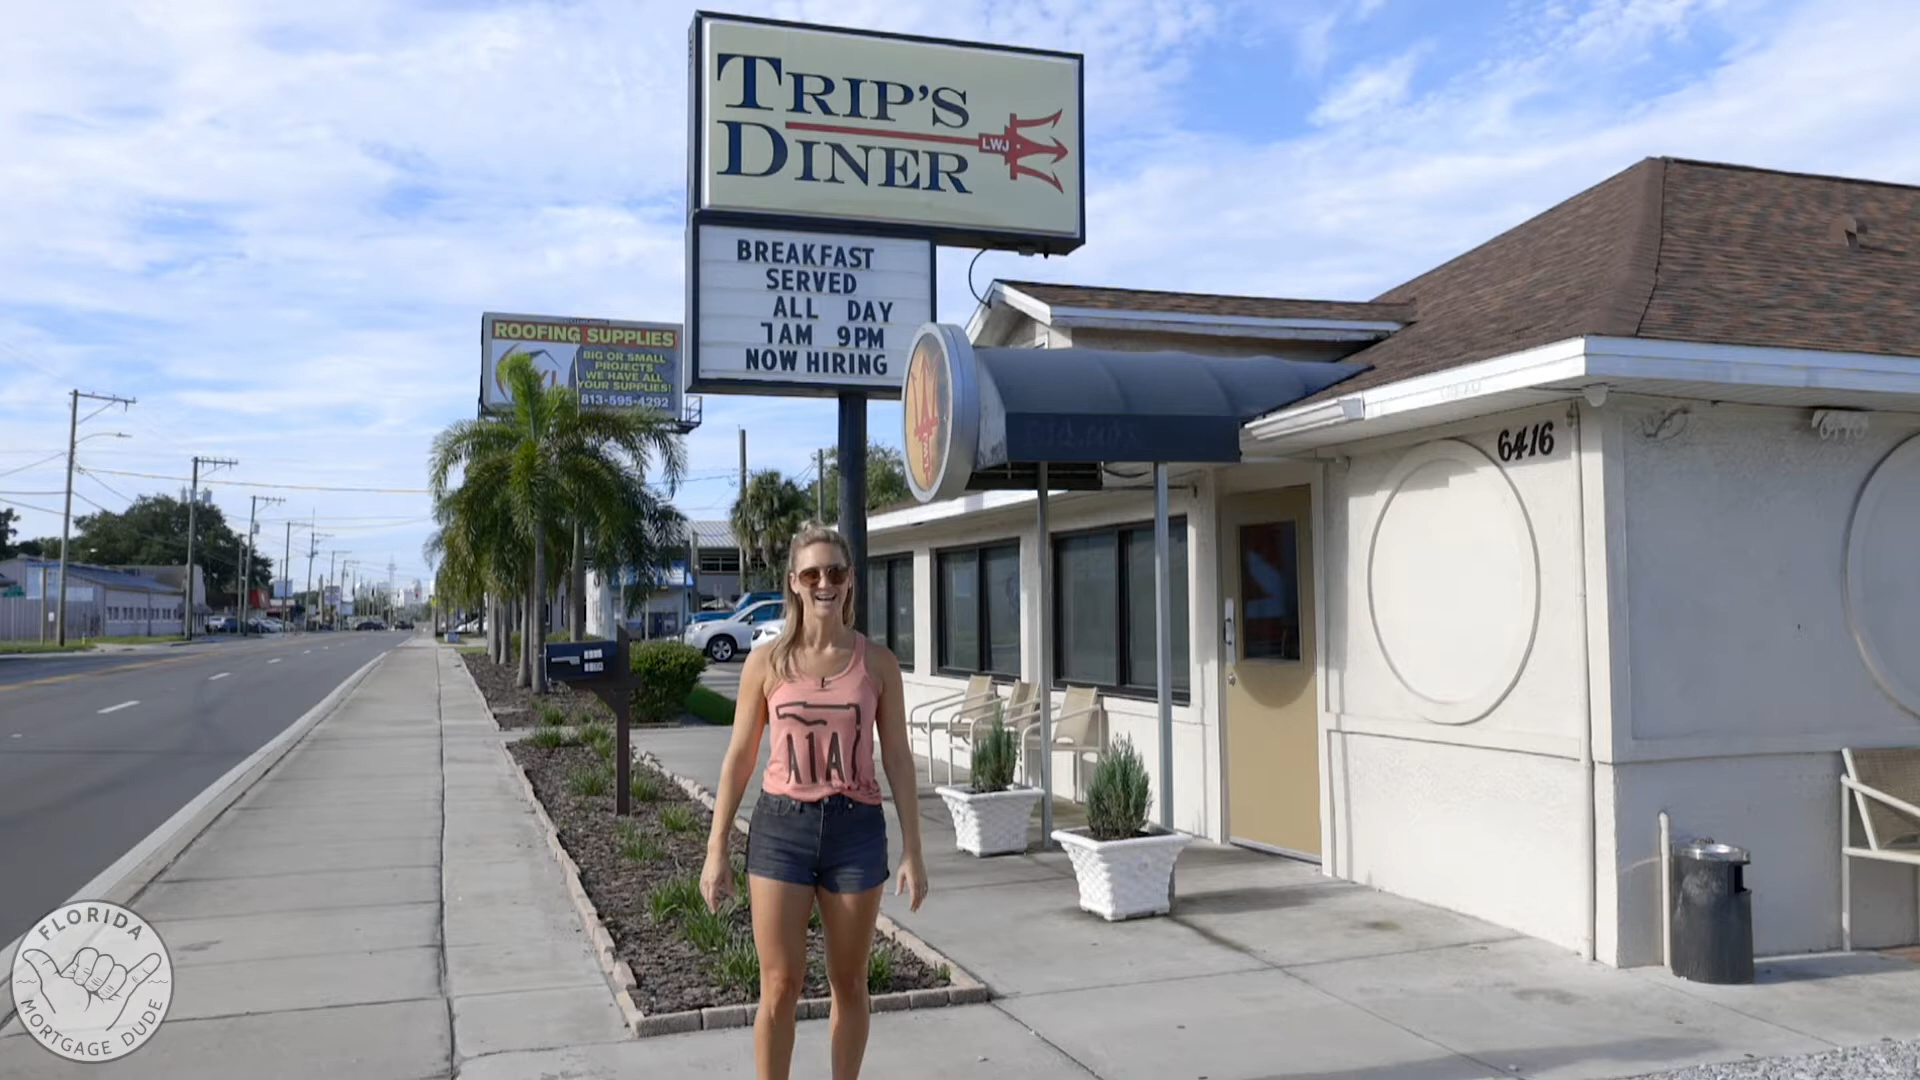 TRIP'S
DINER
LWJ
BREAKFAST
SERVED
ALL DAY
7AM 9PM
NOW HIRING
ROOFING SUPPLIES
BIG OR SMALL
PROJECTS
WE HAVE ALL
YOUR SUPPLIES!
813-595-4292
LWJ
6416
A1A
FLORIDA
MORTGAGE DUDE